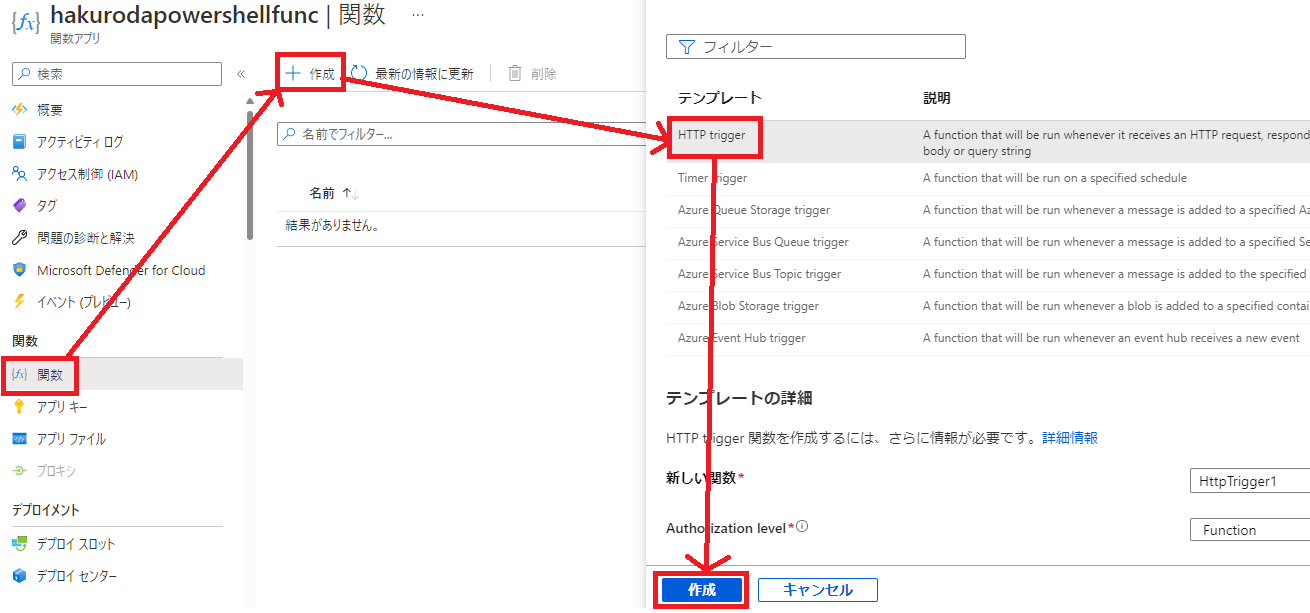 hakurodapowershellfunc | 関数 …
関数アプリ
検索
«
概要
アクティビティ ログ
アクセス制御 (IAM)
タグ
問題の診断と解決
Microsoft Defender for Cloud
イベント (プレビュー)
関数
関数
アプリ キー
アプリ ファイル
プロキシ
デプロイメント
デプロイ スロット
デプロイ センター
作成 最新の情報に更新 削除
名前でフィルター...
名前
結果がありません。
フィルター
テンプレート 説明
HTTP trigger A function that will be run whenever it receives an HTTP request, respond
body or query string
Timer trigger A function that will be run on a specified schedule
Azure Queue Storage trigger A function that will be run whenever a message is added to a specified Az
Azure Service Bus Queue trigger A function that will be run whenever a message is added to a specified Se
Azure Service Bus Topic trigger A function that will be run whenever a message is added to the specified
Azure Blob Storage trigger A function that will be run whenever a blob is added to a specified contai
Azure Event Hub trigger A function that will be run whenever an event hub receives a new event
テンプレートの詳細
HTTP trigger 関数を作成するには、さらに情報が必要です。詳細情報
新しい関数* HttpTrigger1
Authorization level* Function
作成 キャンセル